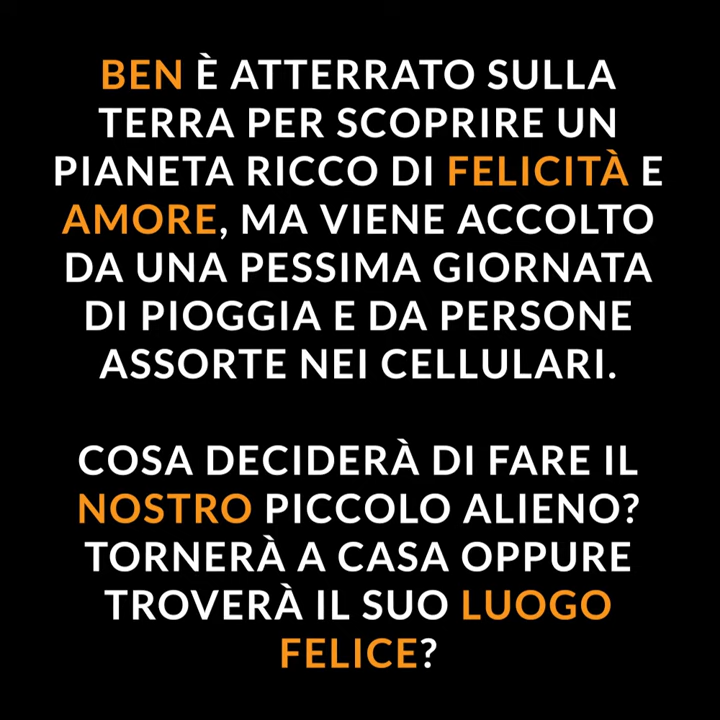 BEN È ATTERRATO SULLA
TERRA PER SCOPRIRE UN
PIANETA RICCO DI FELICITÀ E
AMORE, MA VIENE ACCOLTO
DA UNA PESSIMA GIORNATA
DI PIOGGIA E DA PERSONE
ASSORTE NEI CELLULARI.
COSA DECIDERÀ DI FARE IL
NOSTRO PICCOLO ALIENO?
TORNERÀ A CASA OPPURE
TROVERÀ IL SUO LUOGO
FELICE?